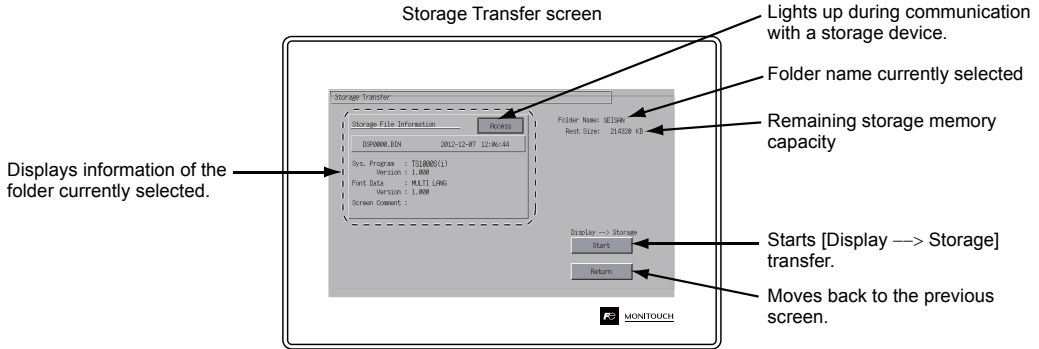 Storage Transfer screen
Lights up during communication
with a storage device.
Folder name currently selected
Remaining storage memory
capacity
Displays information of the
folder currently selected.
Starts [Display ––> Storage]
transfer.
Moves back to the previous
screen.
Storage Transfer
Storage File Information
Access
DSP0000.BIN 2012-12-07 12:06:44
Sys. Program : TS1000S(i)
Version : 1.000
Font Data : MULTI LANG
Version : 1.000
Screen Comment :
Folder Name: SEISAN
Rest Size: 214320 KB
Display --> Storage
Start
Return
Fe MONITOUCH